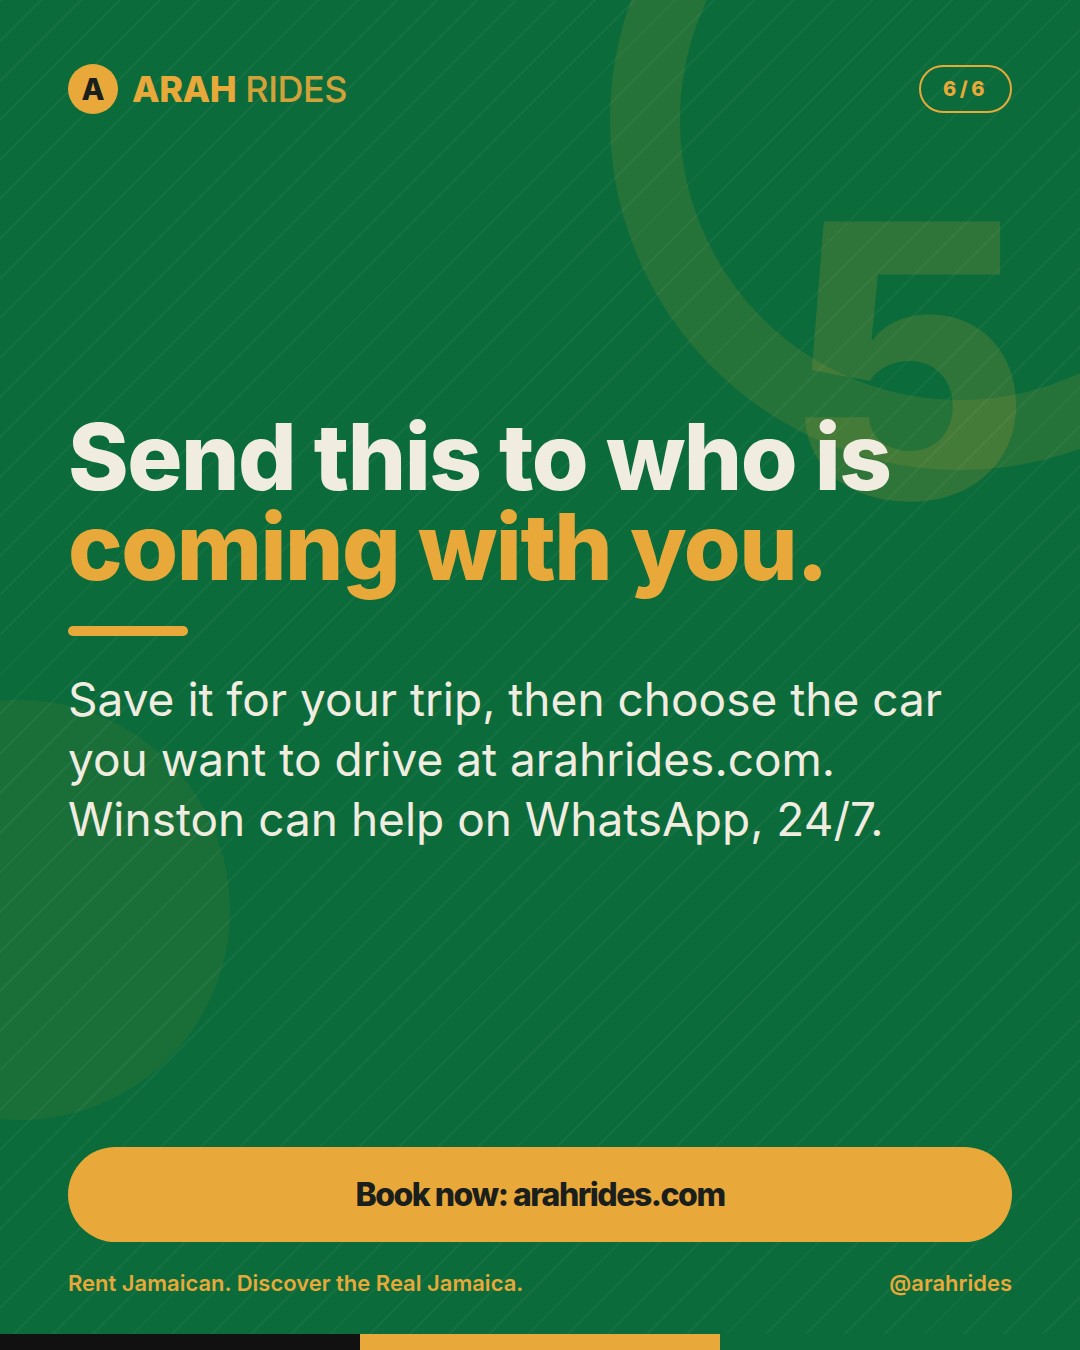 A ARAH RIDES
6/6
5
Send this to who is
coming with you.
Save it for your trip, then choose the car
you want to drive at arahrides.com.
Winston can help on WhatsApp, 24/7.
Book now: arahrides.com
Rent Jamaican. Discover the Real Jamaica.
@arahrides